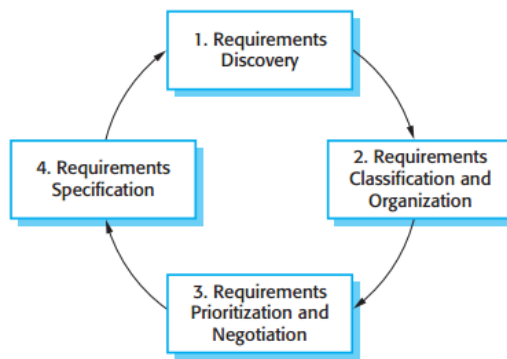 1. Requirements
Discovery
2. Requirements
Classification and
Organization
3. Requirements
Prioritization and
Negotiation
4. Requirements
Specification